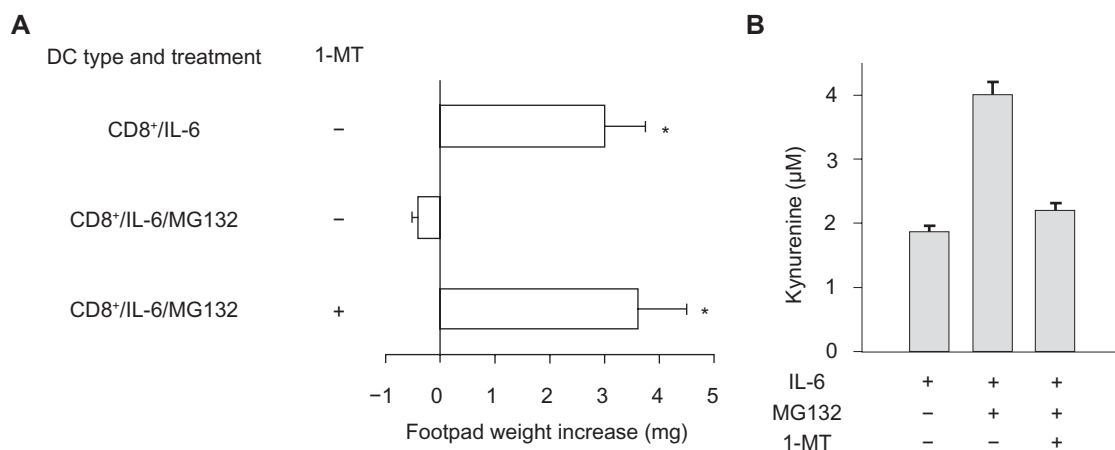 A
DC type and treatment 1-MT
CD8⁺/IL-6 − *
CD8⁺/IL-6/MG132 −
CD8⁺/IL-6/MG132 + *
−1 0 1 2 3 4 5
Footpad weight increase (mg)
B
Kynurenine (µM)
4
3
2
1
0
IL-6 + + +
MG132 − + +
1-MT − − +